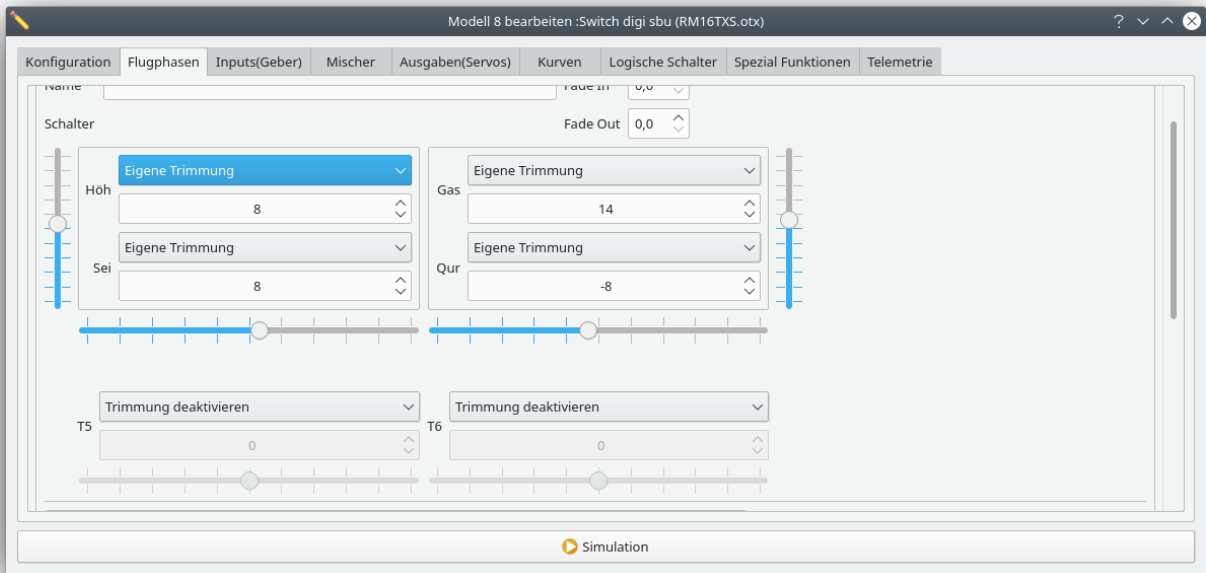 Modell 8 bearbeiten :Switch digi sbu (RM16TXS.otx)
Konfiguration Flugphasen Inputs(Geber) Mischer Ausgaben(Servos) Kurven Logische Schalter Spezial Funktionen Telemetrie
Name Fade In 0,0
Schalter Fade Out 0,0
Höh Eigene Trimmung Gas Eigene Trimmung
8 14
Sei Eigene Trimmung Qur Eigene Trimmung
8 -8
T5 Trimmung deaktivieren T6 Trimmung deaktivieren
0 0
Simulation